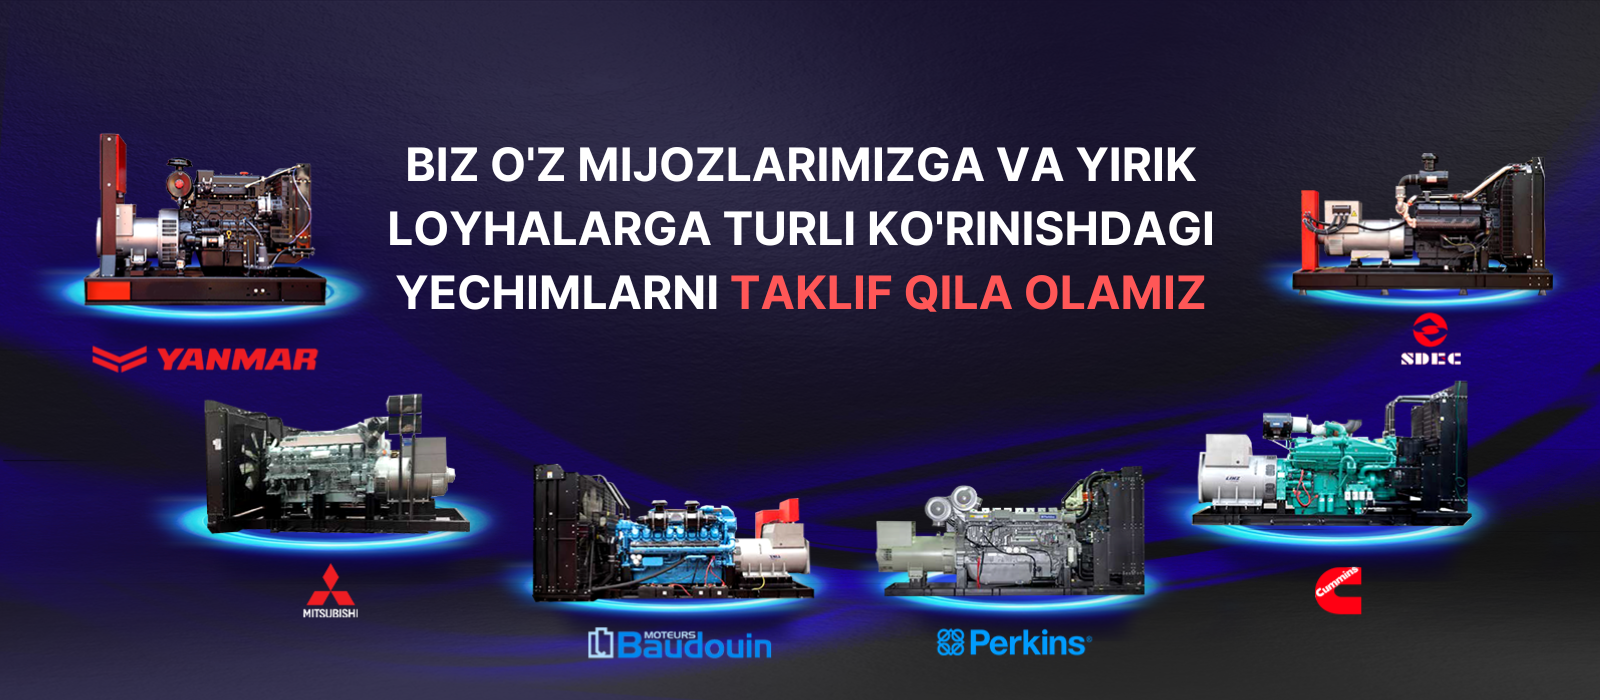 BIZ O'Z MIJOZLARIMIZGA VA YIRIK
LOYHALARGA TURLI KO'RINISHDAGI
YECHIMLARNI TAKLIF QILA OLAMIZ
YANMAR
SDEC
MITSUBISHI
Cummins
MOTEURS
Baudouin
Perkins®